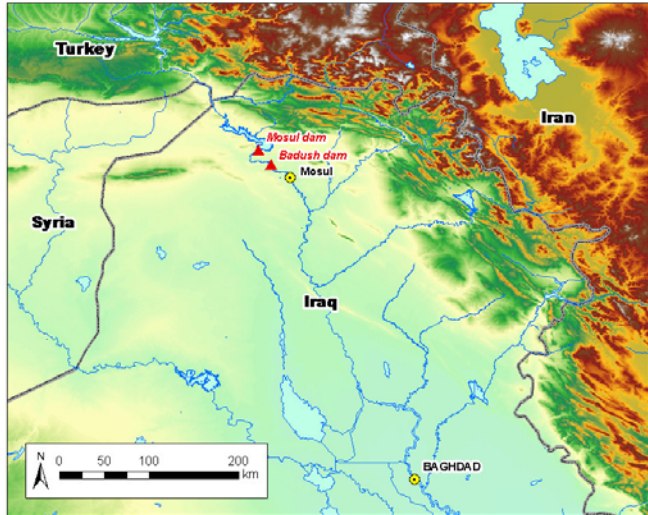 Turkey
Iran
Mosul dam
Badush dam
Mosul
Syria
Iraq
N
0 50 100 200
km
BAGHDAD